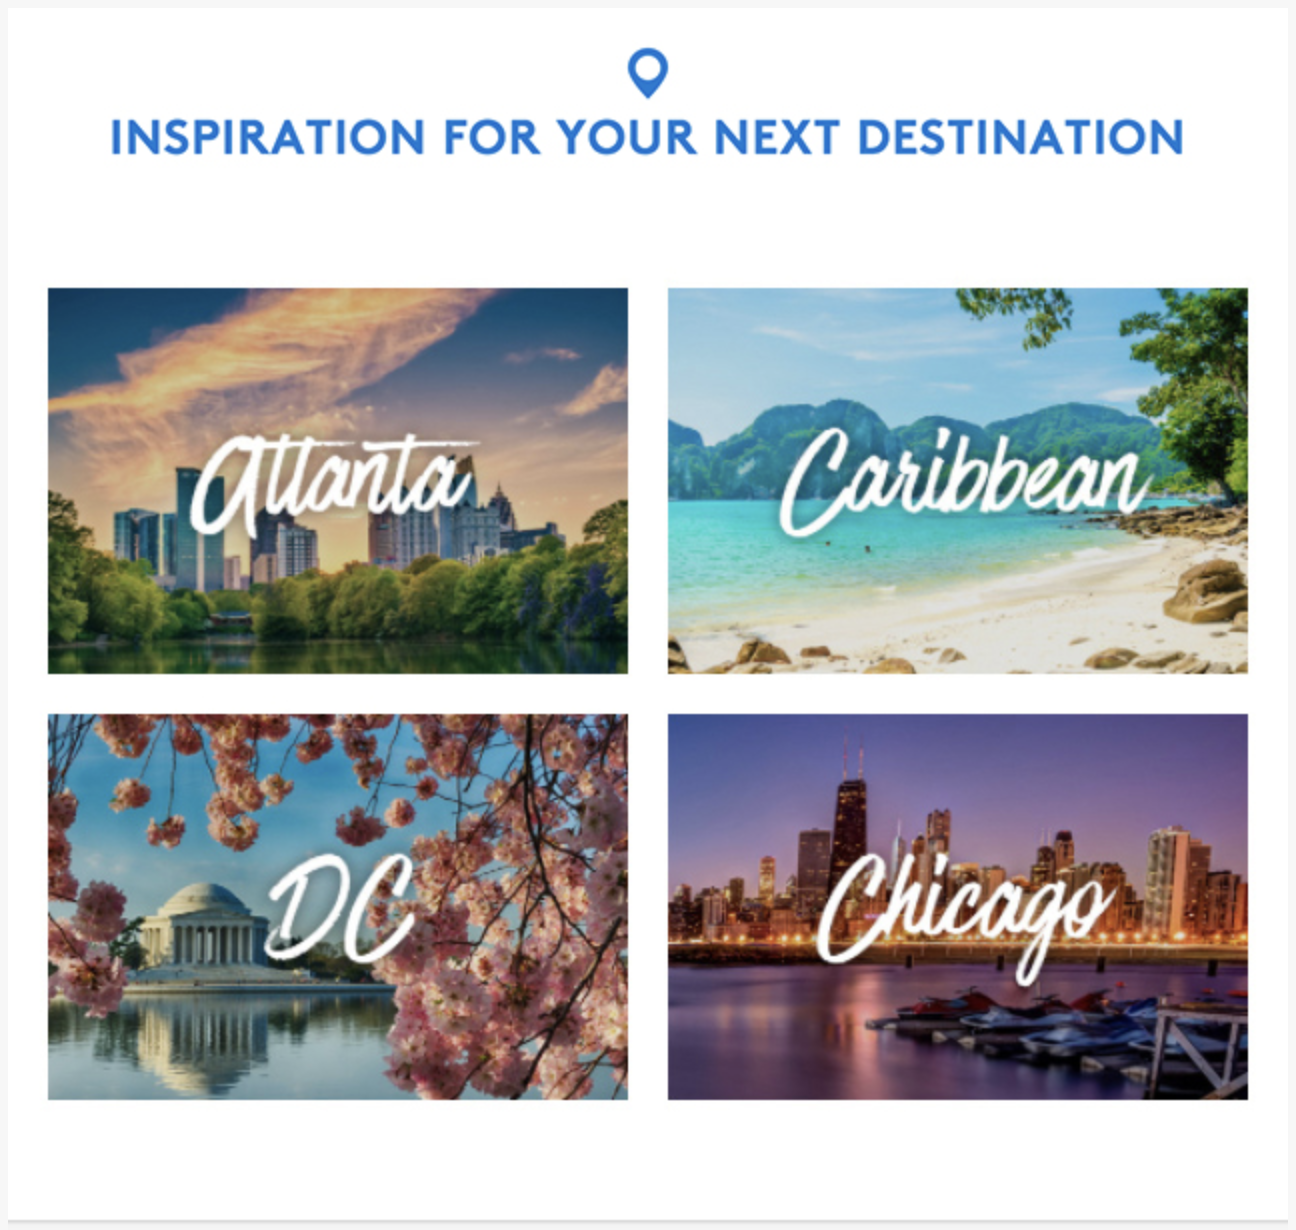 INSPIRATION FOR YOUR NEXT DESTINATION
Atlanta
Caribbean
DC
Chicago